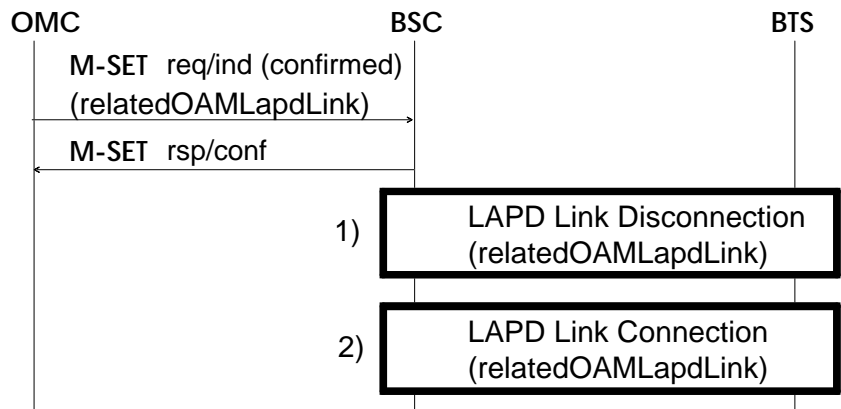 OMC BSC BTS
M-SET req/ind (confirmed)
(relatedOAMLapdLink)
M-SET rsp/conf
1) LAPD Link Disconnection
(relatedOAMLapdLink)
2) LAPD Link Connection
(relatedOAMLapdLink)